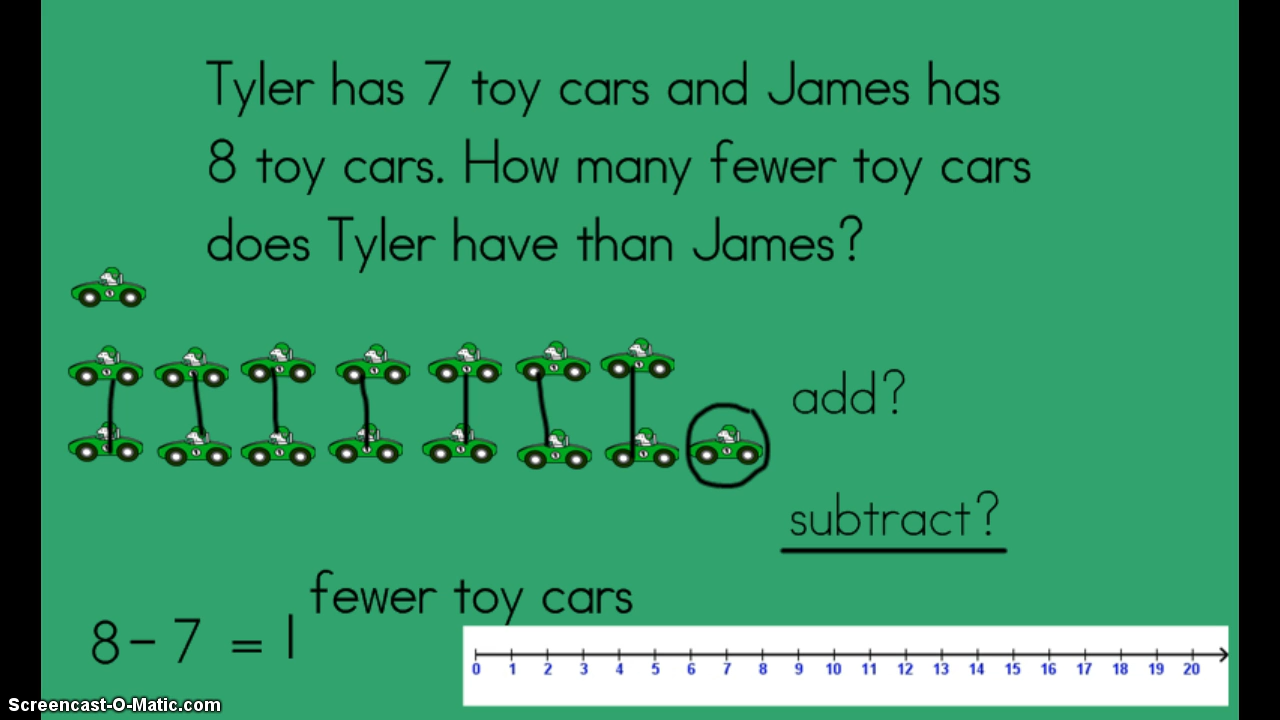 Tyler has 7 toy cars and James has
8 toy cars. How many fewer toy cars
does Tyler have than James?
add?
subtract?
fewer toy cars
8 - 7 = 1
0 1 2 3 4 5 6 7 8 9 10 11 12 13 14 15 16 17 18 19 20
Screencast-O-Matic.com